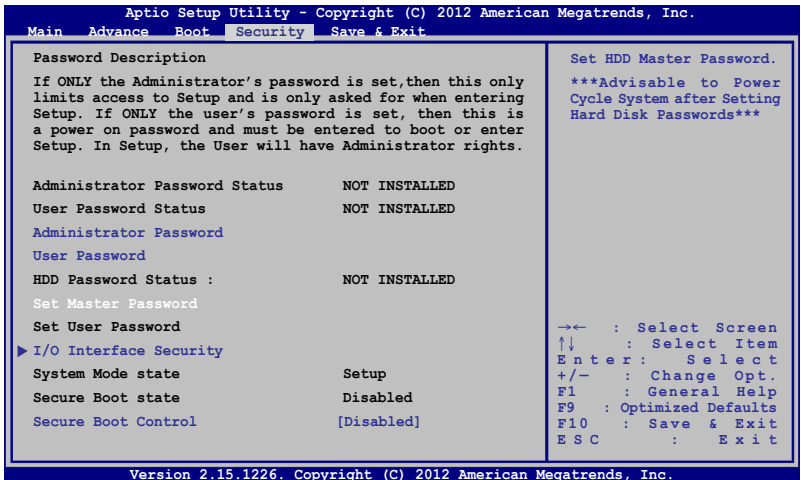 Aptio Setup Utility - Copyright (C) 2012 American Megatrends, Inc.
Main Advance Boot Security Save & Exit
Password Description
If ONLY the Administrator's password is set,then this only
limits access to Setup and is only asked for when entering
Setup. If ONLY the user's password is set, then this is
a power on password and must be entered to boot or enter
Setup. In Setup, the User will have Administrator rights.
Administrator Password Status NOT INSTALLED
User Password Status NOT INSTALLED
Administrator Password
User Password
HDD Password Status : NOT INSTALLED
Set Master Password
Set User Password
I/O Interface Security
System Mode state Setup
Secure Boot state Disabled
Secure Boot Control [Disabled]
Set HDD Master Password.
***Advisable to Power
Cycle System after Setting
Hard Disk Passwords***
→← : Select Screen
↑↓ : Select Item
Enter: Select
+/— : Change Opt.
F1 : General Help
F9 : Optimized Defaults
F10 : Save & Exit
ESC : Exit
Version 2.15.1226. Copyright (C) 2012 American Megatrends, Inc.